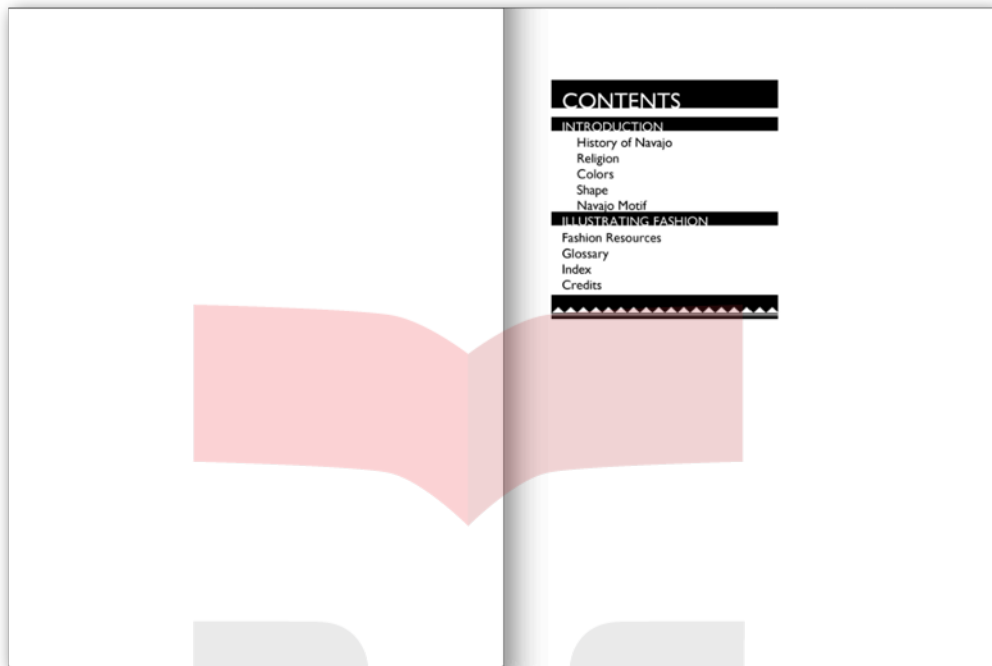 CONTENTS
INTRODUCTION
History of Navajo
Religion
Colors
Shape
Navajo Motif
ILLUSTRATING FASHION
Fashion Resources
Glossary
Index
Credits